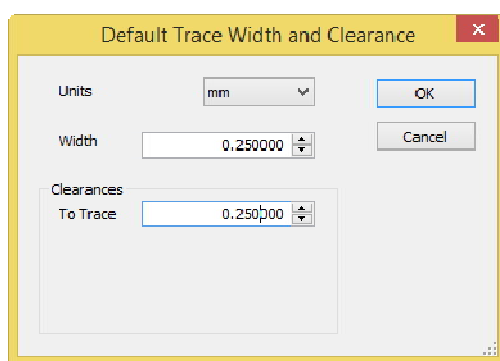 Default Trace Width and Clearance
x
Units mm OK
Width 0.250000 Cancel
Clearances
To Trace 0.250000